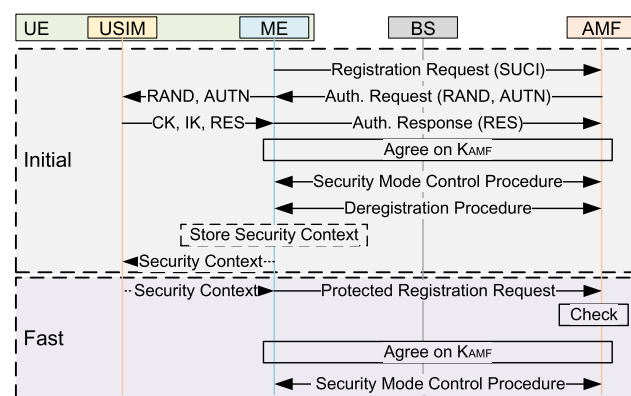 UE USIM ME BS AMF
Registration Request (SUCI)
RAND, AUTN Auth. Request (RAND, AUTN)
CK, IK, RES Auth. Response (RES)
Agree on KAMF
Initial
Security Mode Control Procedure
Deregistration Procedure
Store Security Context
Security Context
Security Context Protected Registration Request
Check
Fast
Agree on KAMF
Security Mode Control Procedure